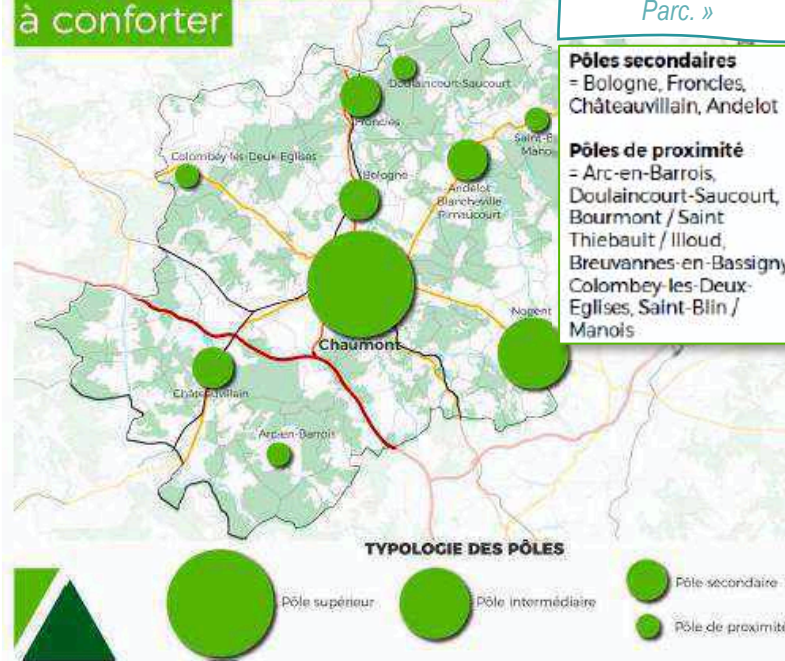 à conforter
Parc. »
Pôles secondaires
= Bologne, Froncles,
Châteauvillain, Andelot
Pôles de proximité
= Arc-en-Barrois,
Doulaincourt-Saucourt,
Bourmont / Saint
Thiebault / Illoud,
Breuvannes-en-Bassigny
Colombey-les-Deux-
Eglises, Saint-Blin /
Manois
Doulaincourt-Saucourt
Froncles
Saint-B
Mano
Colombey-les-Deux-Eglises
Bologne
Andelot
Blancheville
Rimaucourt
Nogent
Chaumont
Châteauvillain
Arc-en-Barrois
TYPOLOGIE DES PÔLES
Pôle supérieur
Pôle intermédiaire
Pôle secondaire
Pôle de proximité